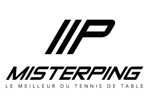 MISTERPING
LE MEILLEUR DU TENNIS DE TABLE